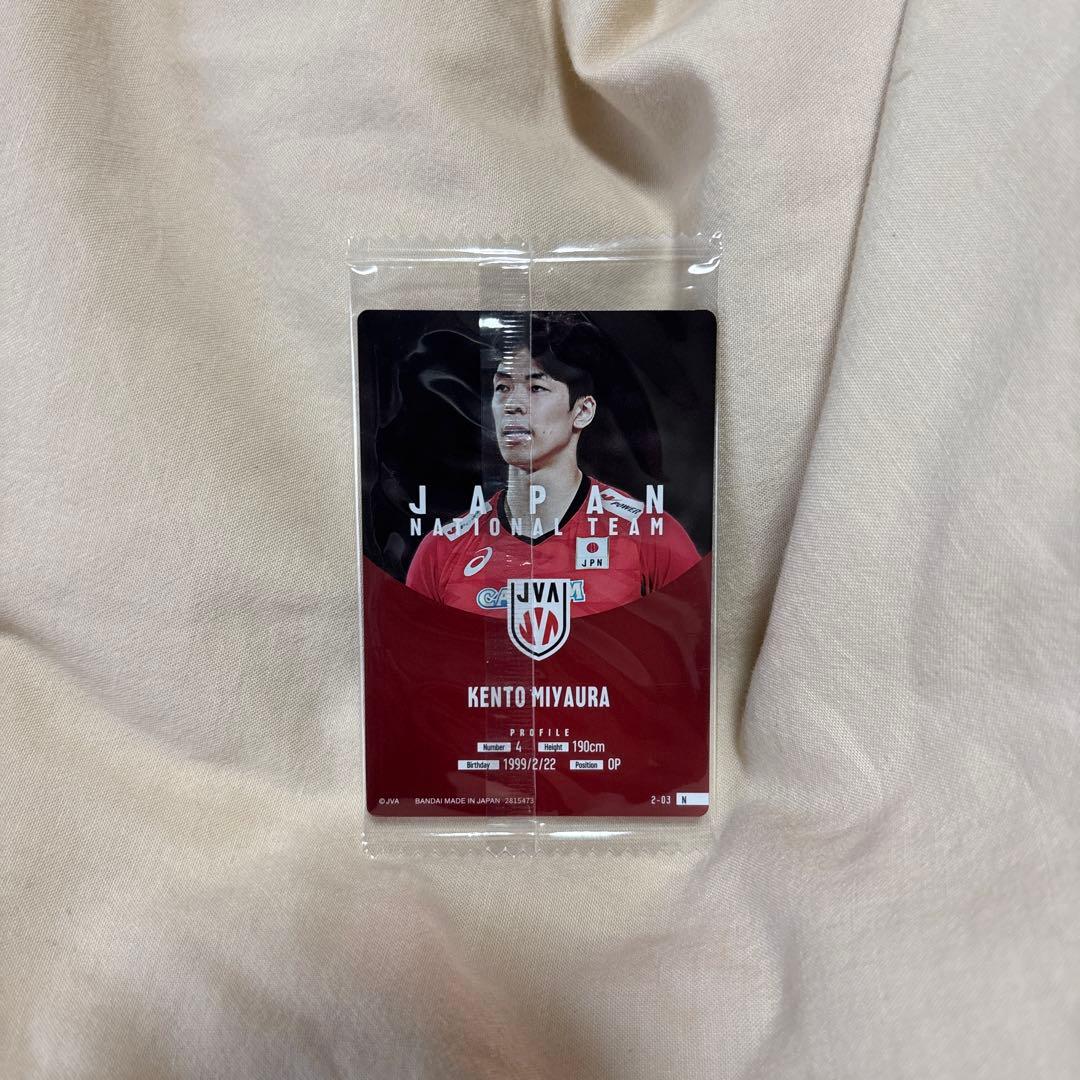 POWER
JAPAN
NATIONAL TEAM
JPN
JVA
KENTO MIYAURA
PROFILE
Number 4 Height 190cm
Birthday 1999/2/22 Position OP
©JVA BANDAI MADE IN JAPAN 2815473 2-03 N